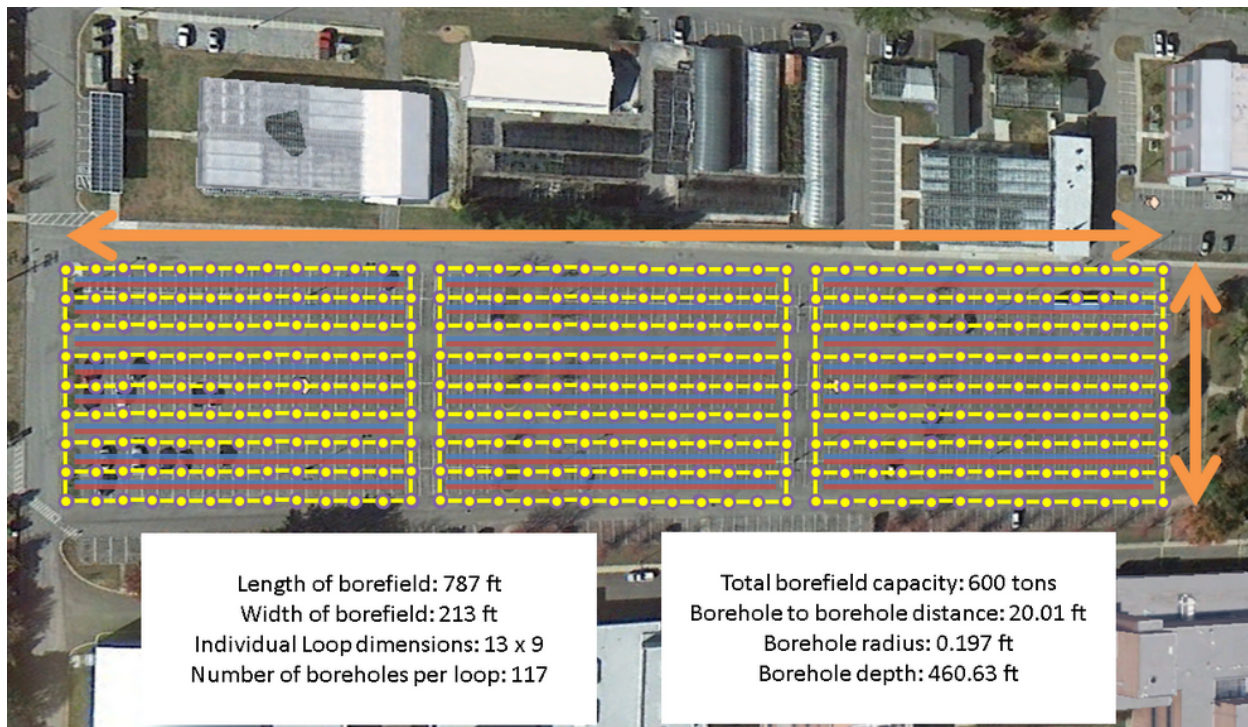 Length of borefield: 787 ft
Width of borefield: 213 ft
Individual Loop dimensions: 13 x 9
Number of boreholes per loop: 117
Total borefield capacity: 600 tons
Borehole to borehole distance: 20.01 ft
Borehole radius: 0.197 ft
Borehole depth: 460.63 ft